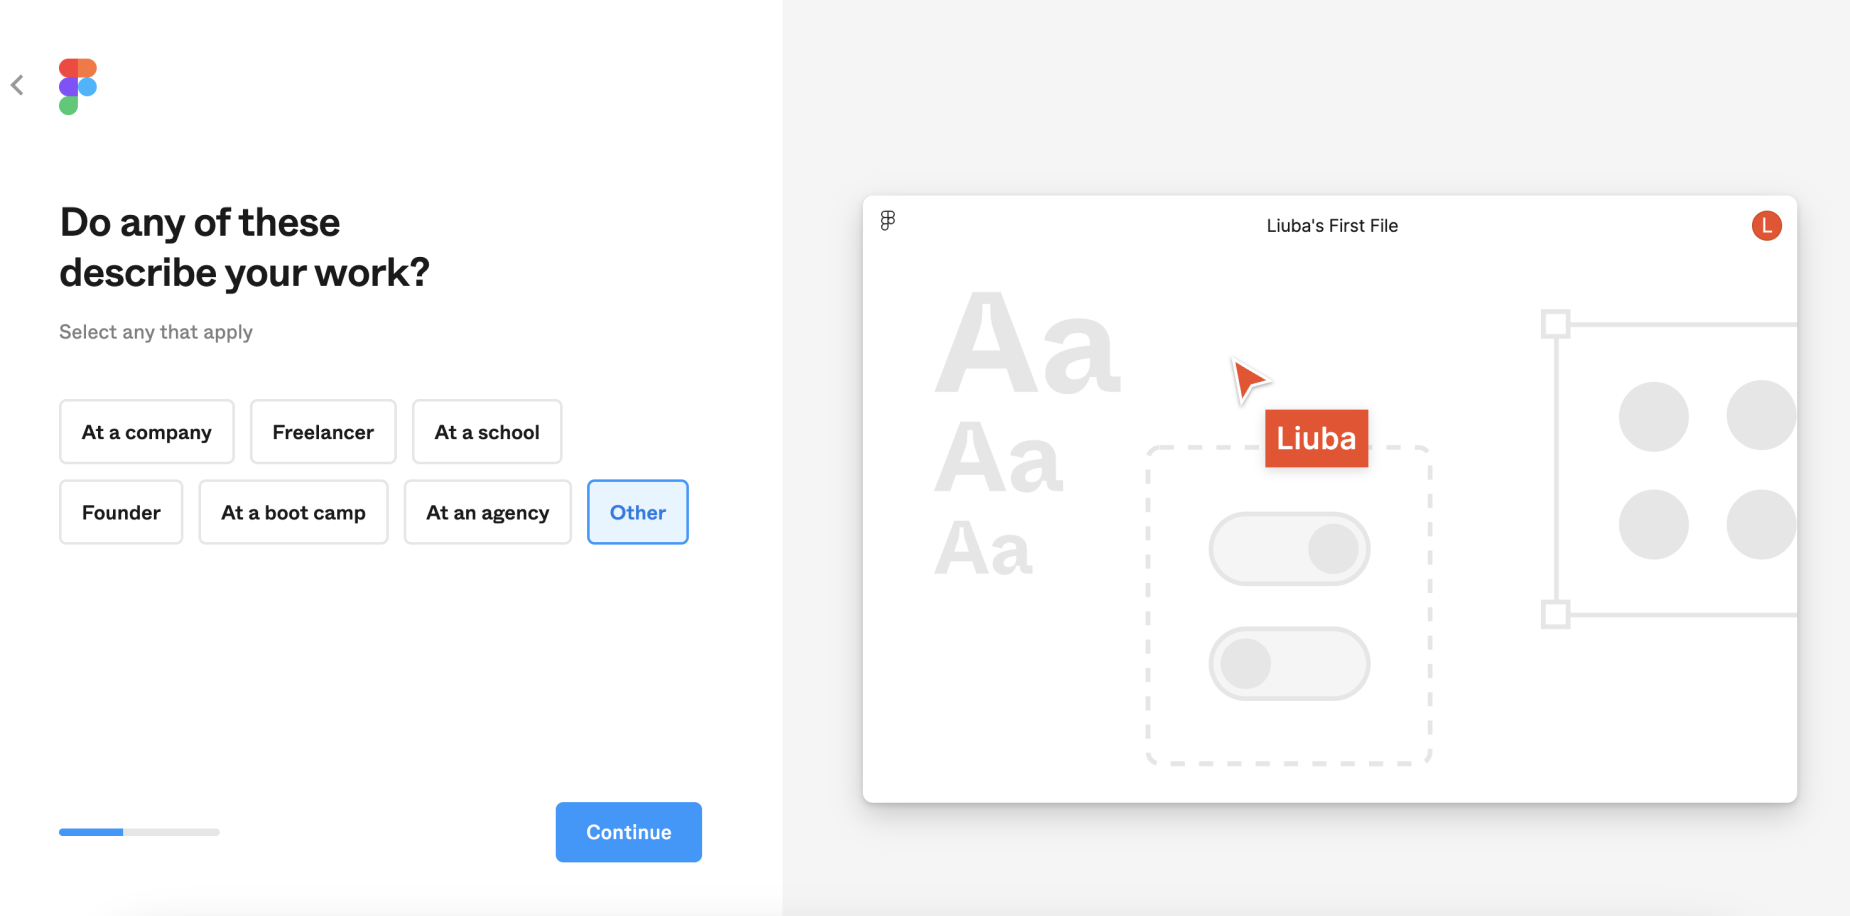 Do any of these
describe your work?
Select any that apply
At a company
Freelancer
At a school
Founder
At a boot camp
At an agency
Other
Continue
Liuba's First File
L
Aa
Aa
Aa
Liuba